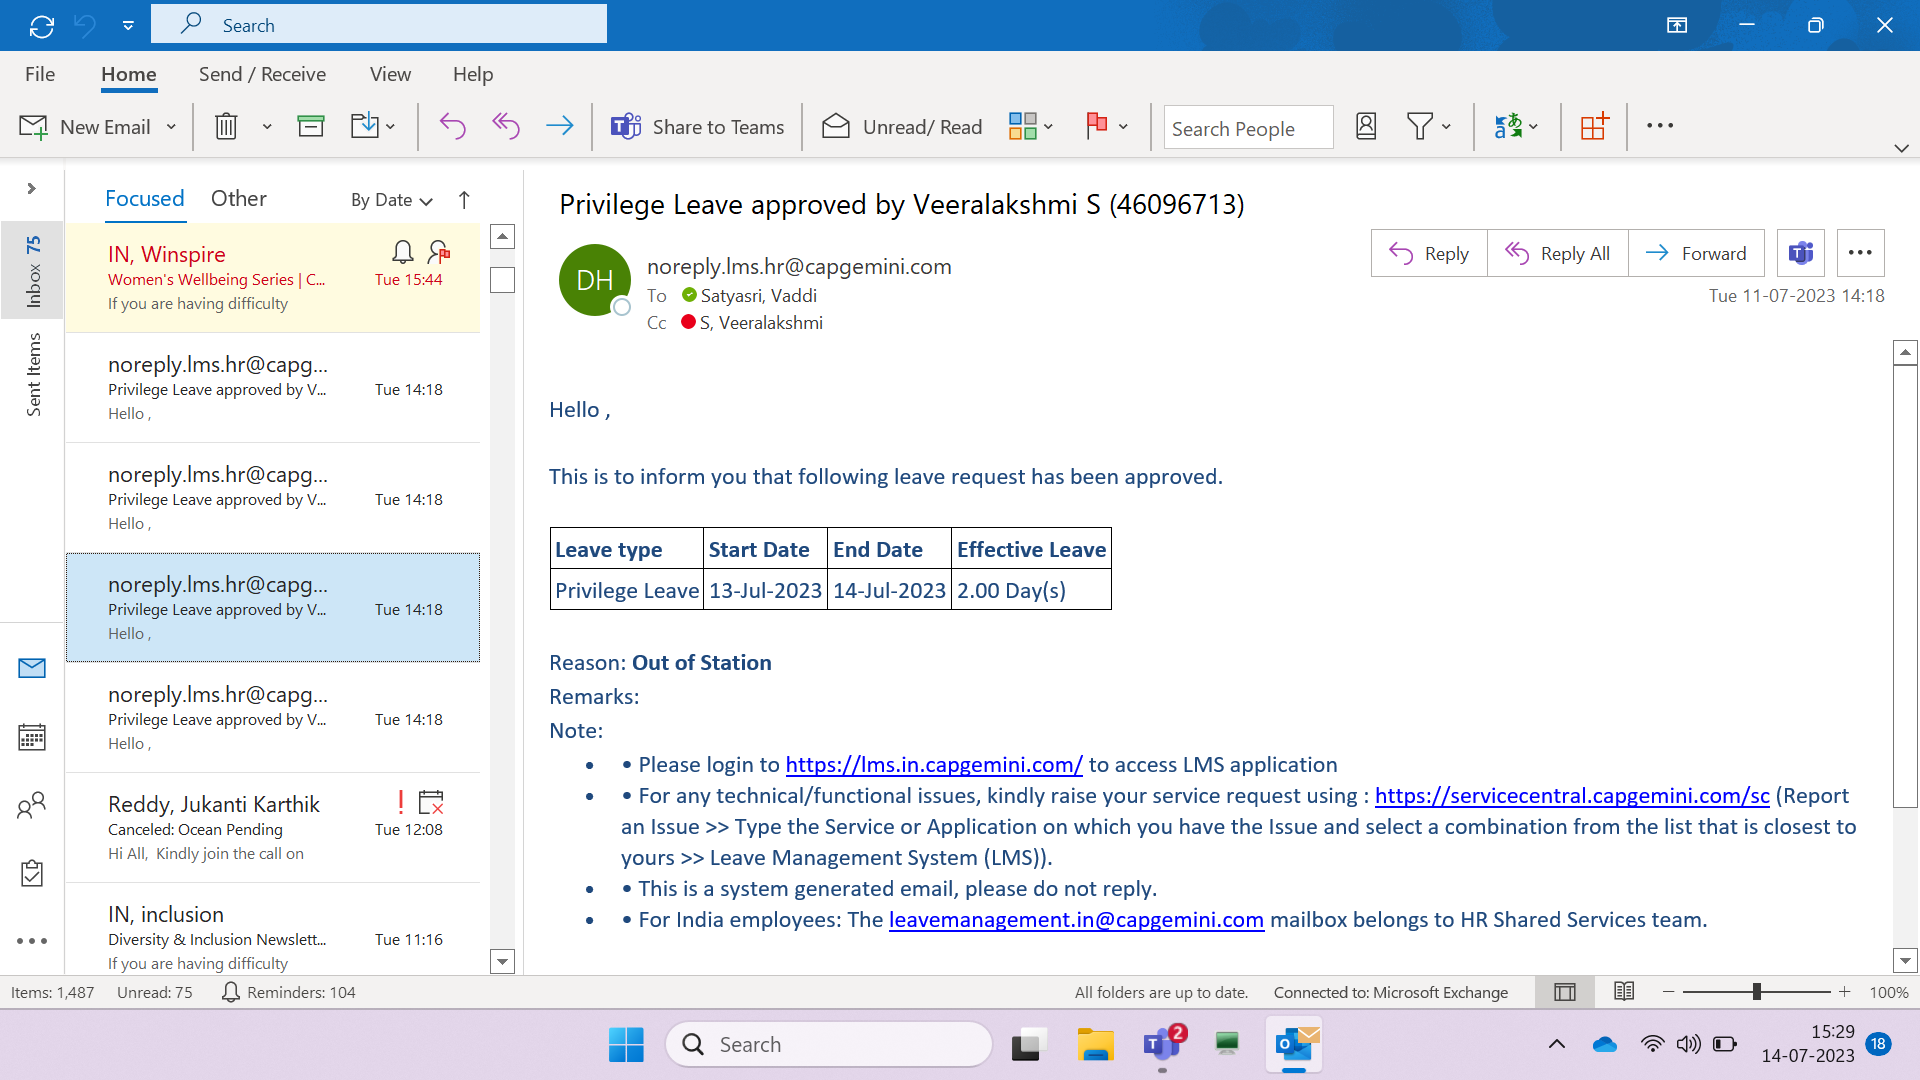 Search
File Home Send / Receive View Help
New Email Share to Teams Unread/ Read Search People
Focused Other By Date
Inbox 75
Sent Items
IN, Winspire
Women's Wellbeing Series | C... Tue 15:44
If you are having difficulty
noreply.lms.hr@capg...
Privilege Leave approved by V... Tue 14:18
Hello ,
noreply.lms.hr@capg...
Privilege Leave approved by V... Tue 14:18
Hello ,
noreply.lms.hr@capg...
Privilege Leave approved by V... Tue 14:18
Hello ,
noreply.lms.hr@capg...
Privilege Leave approved by V... Tue 14:18
Hello ,
Reddy, Jukanti Karthik
Canceled: Ocean Pending Tue 12:08
Hi All, Kindly join the call on
IN, inclusion
Diversity & Inclusion Newslett... Tue 11:16
If you are having difficulty
Privilege Leave approved by Veeralakshmi S (46096713)
DH
noreply.lms.hr@capgemini.com
To Satyasri, Vaddi
Cc S, Veeralakshmi
Reply Reply All Forward
Tue 11-07-2023 14:18
Hello ,
This is to inform you that following leave request has been approved.
Leave type Start Date End Date Effective Leave
Privilege Leave 13-Jul-2023 14-Jul-2023 2.00 Day(s)
Reason: Out of Station
Remarks:
Note:
• • Please login to https://lms.in.capgemini.com/ to access LMS application
• • For any technical/functional issues, kindly raise your service request using : https://servicecentral.capgemini.com/sc (Report
an Issue >> Type the Service or Application on which you have the Issue and select a combination from the list that is closest to
yours >> Leave Management System (LMS)).
• • This is a system generated email, please do not reply.
• • For India employees: The leavemanagement.in@capgemini.com mailbox belongs to HR Shared Services team.
Items: 1,487 Unread: 75 Reminders: 104 All folders are up to date. Connected to: Microsoft Exchange 100%
Search 2 15:29
14-07-2023 18